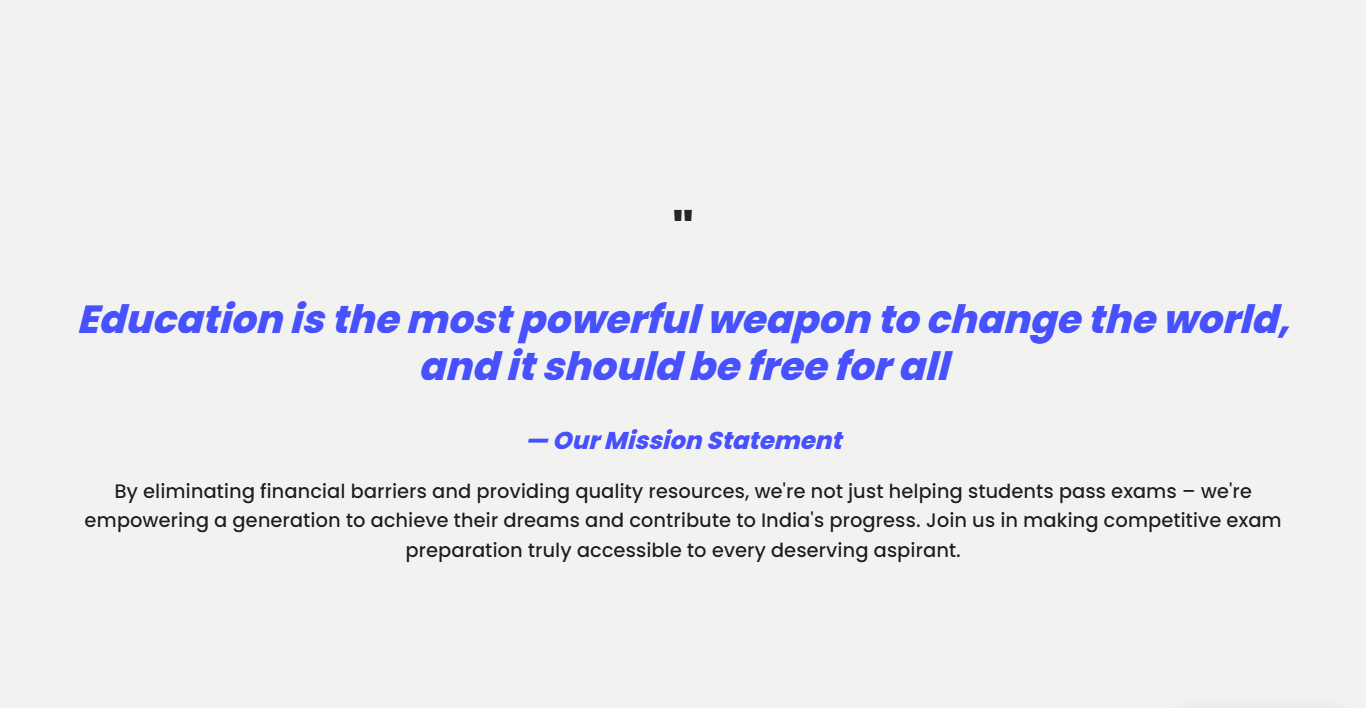 "
Education is the most powerful weapon to change the world,
and it should be free for all
— Our Mission Statement
By eliminating financial barriers and providing quality resources, we're not just helping students pass exams – we're
empowering a generation to achieve their dreams and contribute to India's progress. Join us in making competitive exam
preparation truly accessible to every deserving aspirant.